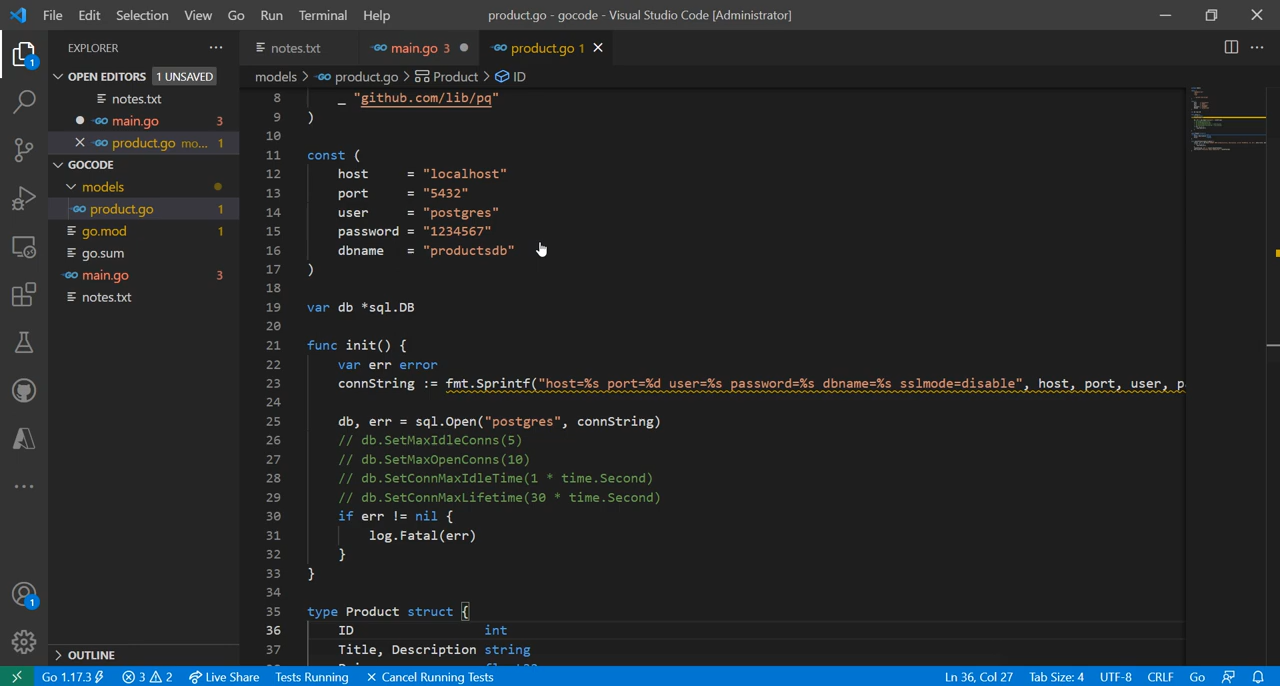 File Edit Selection View Go Run Terminal Help product.go - gocode - Visual Studio Code [Administrator]
EXPLORER
notes.txt main.go 3 product.go 1
OPEN EDITORS 1 UNSAVED
models product.go Product ID
notes.txt
main.go 3
product.go mo... 1
GOCODE
models
product.go 1
go.mod 1
go.sum
main.go 3
notes.txt
OUTLINE
8 _ "github.com/lib/pq"
9 )
10
11 const (
12 host = "localhost"
13 port = "5432"
14 user = "postgres"
15 password = "1234567"
16 dbname = "productsdb"
17 )
18
19 var db *sql.DB
20
21 func init() {
22 var err error
23 connString := fmt.Sprintf("host=%s port=%d user=%s password=%s dbname=%s sslmode=disable", host, port, user, p
24
25 db, err = sql.Open("postgres", connString)
26 // db.SetMaxIdleConns(5)
27 // db.SetMaxOpenConns(10)
28 // db.SetConnMaxIdleTime(1 * time.Second)
29 // db.SetConnMaxLifetime(30 * time.Second)
30 if err != nil {
31 log.Fatal(err)
32 }
33 }
34
35 type Product struct {
36 ID int
37 Title, Description string
1
1
Go 1.17.3 3 2 Live Share Tests Running Cancel Running Tests Ln 36, Col 27 Tab Size: 4 UTF-8 CRLF Go